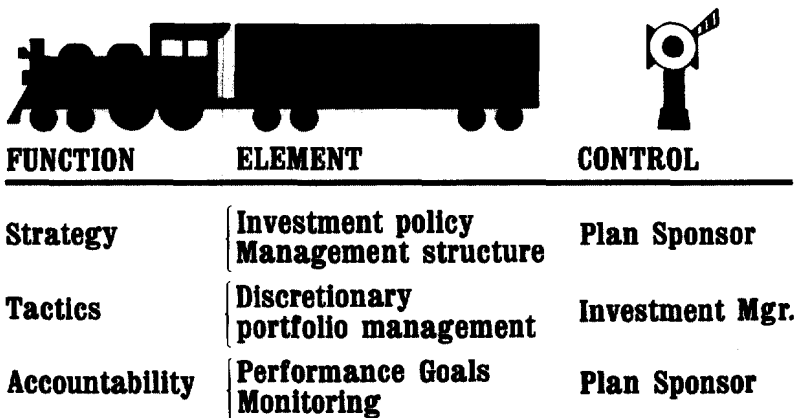 FUNCTION ELEMENT CONTROL
Strategy Investment policy Plan Sponsor
Management structure
Tactics Discretionary Investment Mgr.
portfolio management
Accountability Performance Goals Plan Sponsor
Monitoring